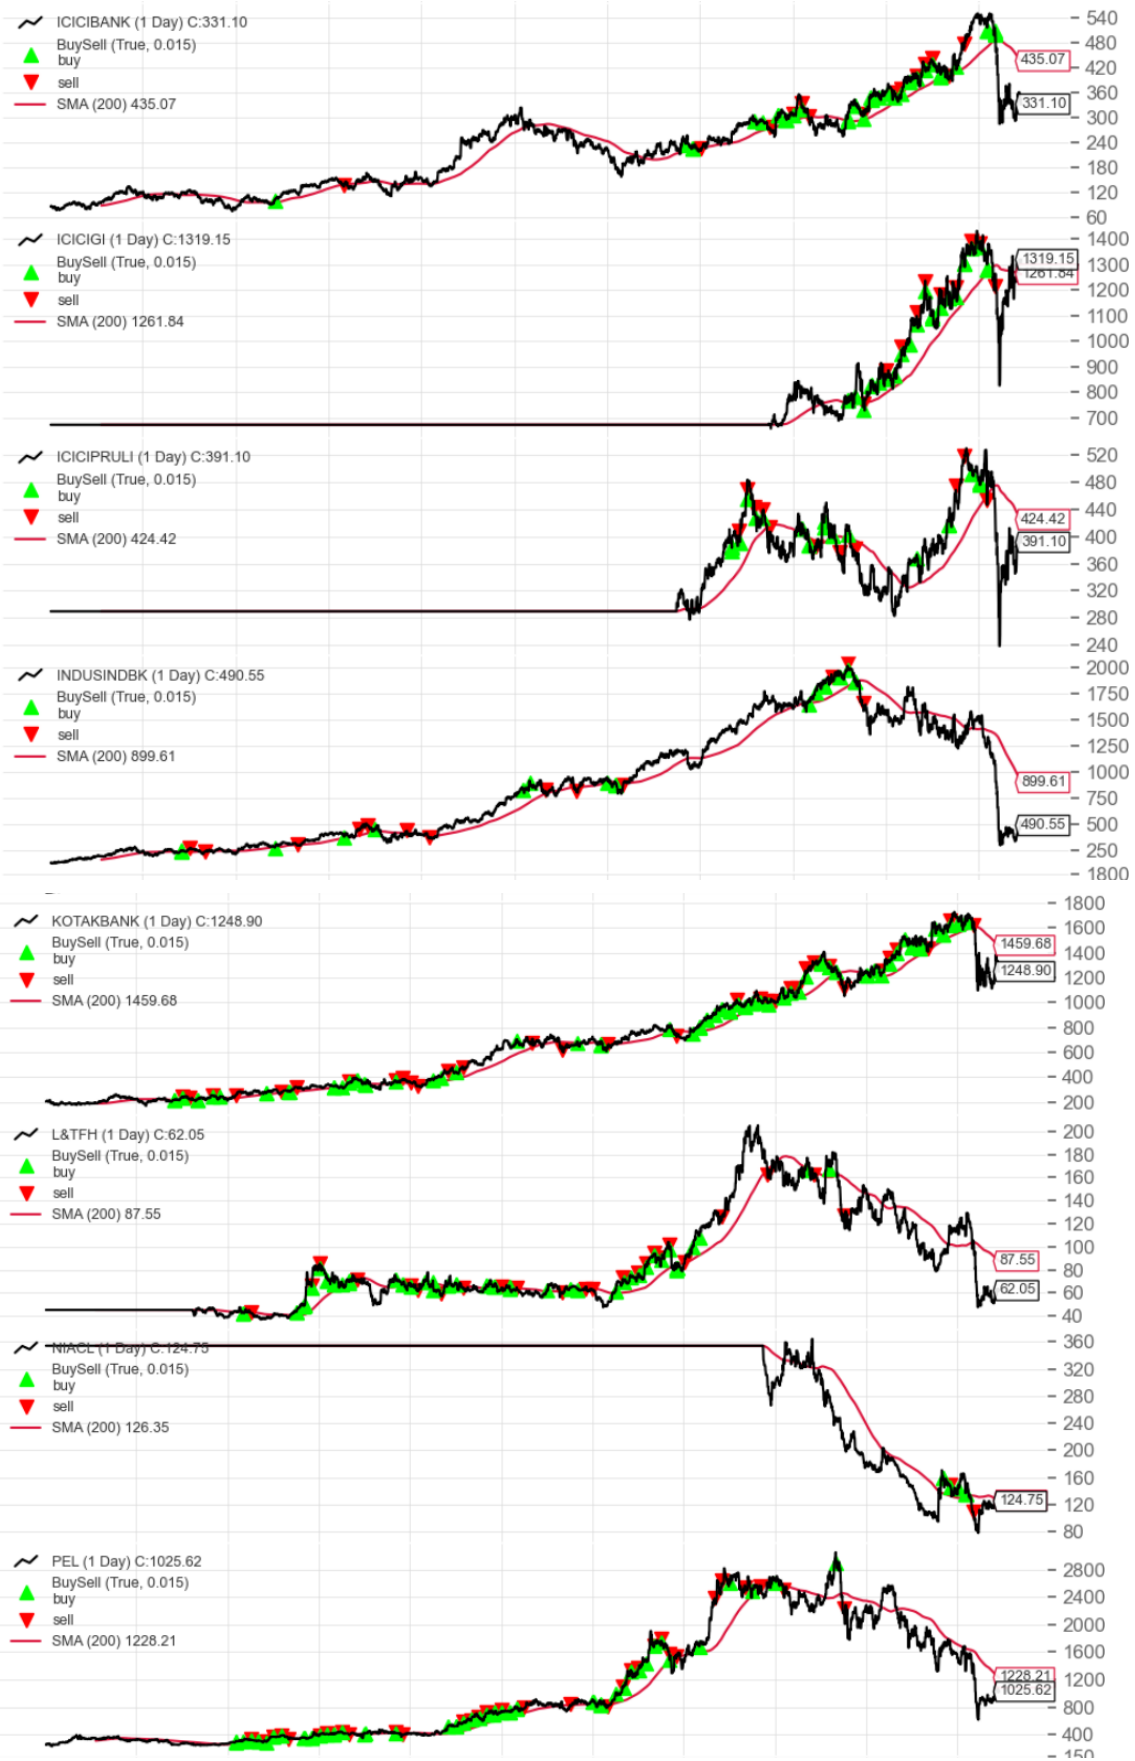 ICICIBANK (1 Day) C:331.10
BuySell (True, 0.015)
buy
sell
SMA (200) 435.07
540
480
420
360
300
240
180
120
60
435.07
331.10
ICICIGI (1 Day) C:1319.15
BuySell (True, 0.015)
buy
sell
SMA (200) 1261.84
1400
1300
1200
1100
1000
900
800
700
1319.15
1261.84
ICICIPRULI (1 Day) C:391.10
BuySell (True, 0.015)
buy
sell
SMA (200) 424.42
520
480
440
400
360
320
280
240
424.42
391.10
INDUSINDBK (1 Day) C:490.55
BuySell (True, 0.015)
buy
sell
SMA (200) 899.61
2000
1750
1500
1250
1000
750
500
250
1800
899.61
490.55
KOTAKBANK (1 Day) C:1248.90
BuySell (True, 0.015)
buy
sell
SMA (200) 1459.68
1800
1600
1400
1200
1000
800
600
400
200
1459.68
1248.90
L&TFH (1 Day) C:62.05
BuySell (True, 0.015)
buy
sell
SMA (200) 87.55
200
180
160
140
120
100
80
60
40
87.55
62.05
NIACL (1 Day) C:124.75
BuySell (True, 0.015)
buy
sell
SMA (200) 126.35
360
320
280
240
200
160
120
80
124.75
PEL (1 Day) C:1025.62
BuySell (True, 0.015)
buy
sell
SMA (200) 1228.21
2800
2400
2000
1600
1200
800
400
1228.21
1025.62